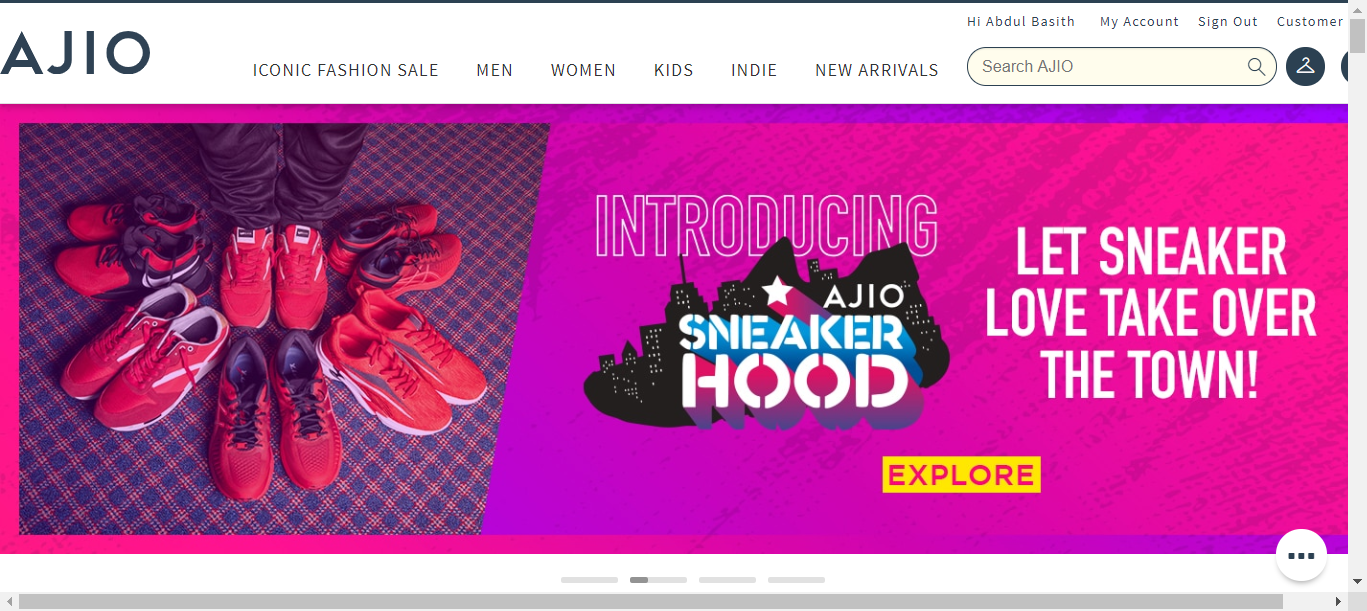 Hi Abdul Basith My Account Sign Out Customer
AJIO
ICONIC FASHION SALE MEN WOMEN KIDS INDIE NEW ARRIVALS
Search AJIO
INTRODUCING
AJIO
SNEAKER
HOOD
LET SNEAKER
LOVE TAKE OVER
THE TOWN!
EXPLORE